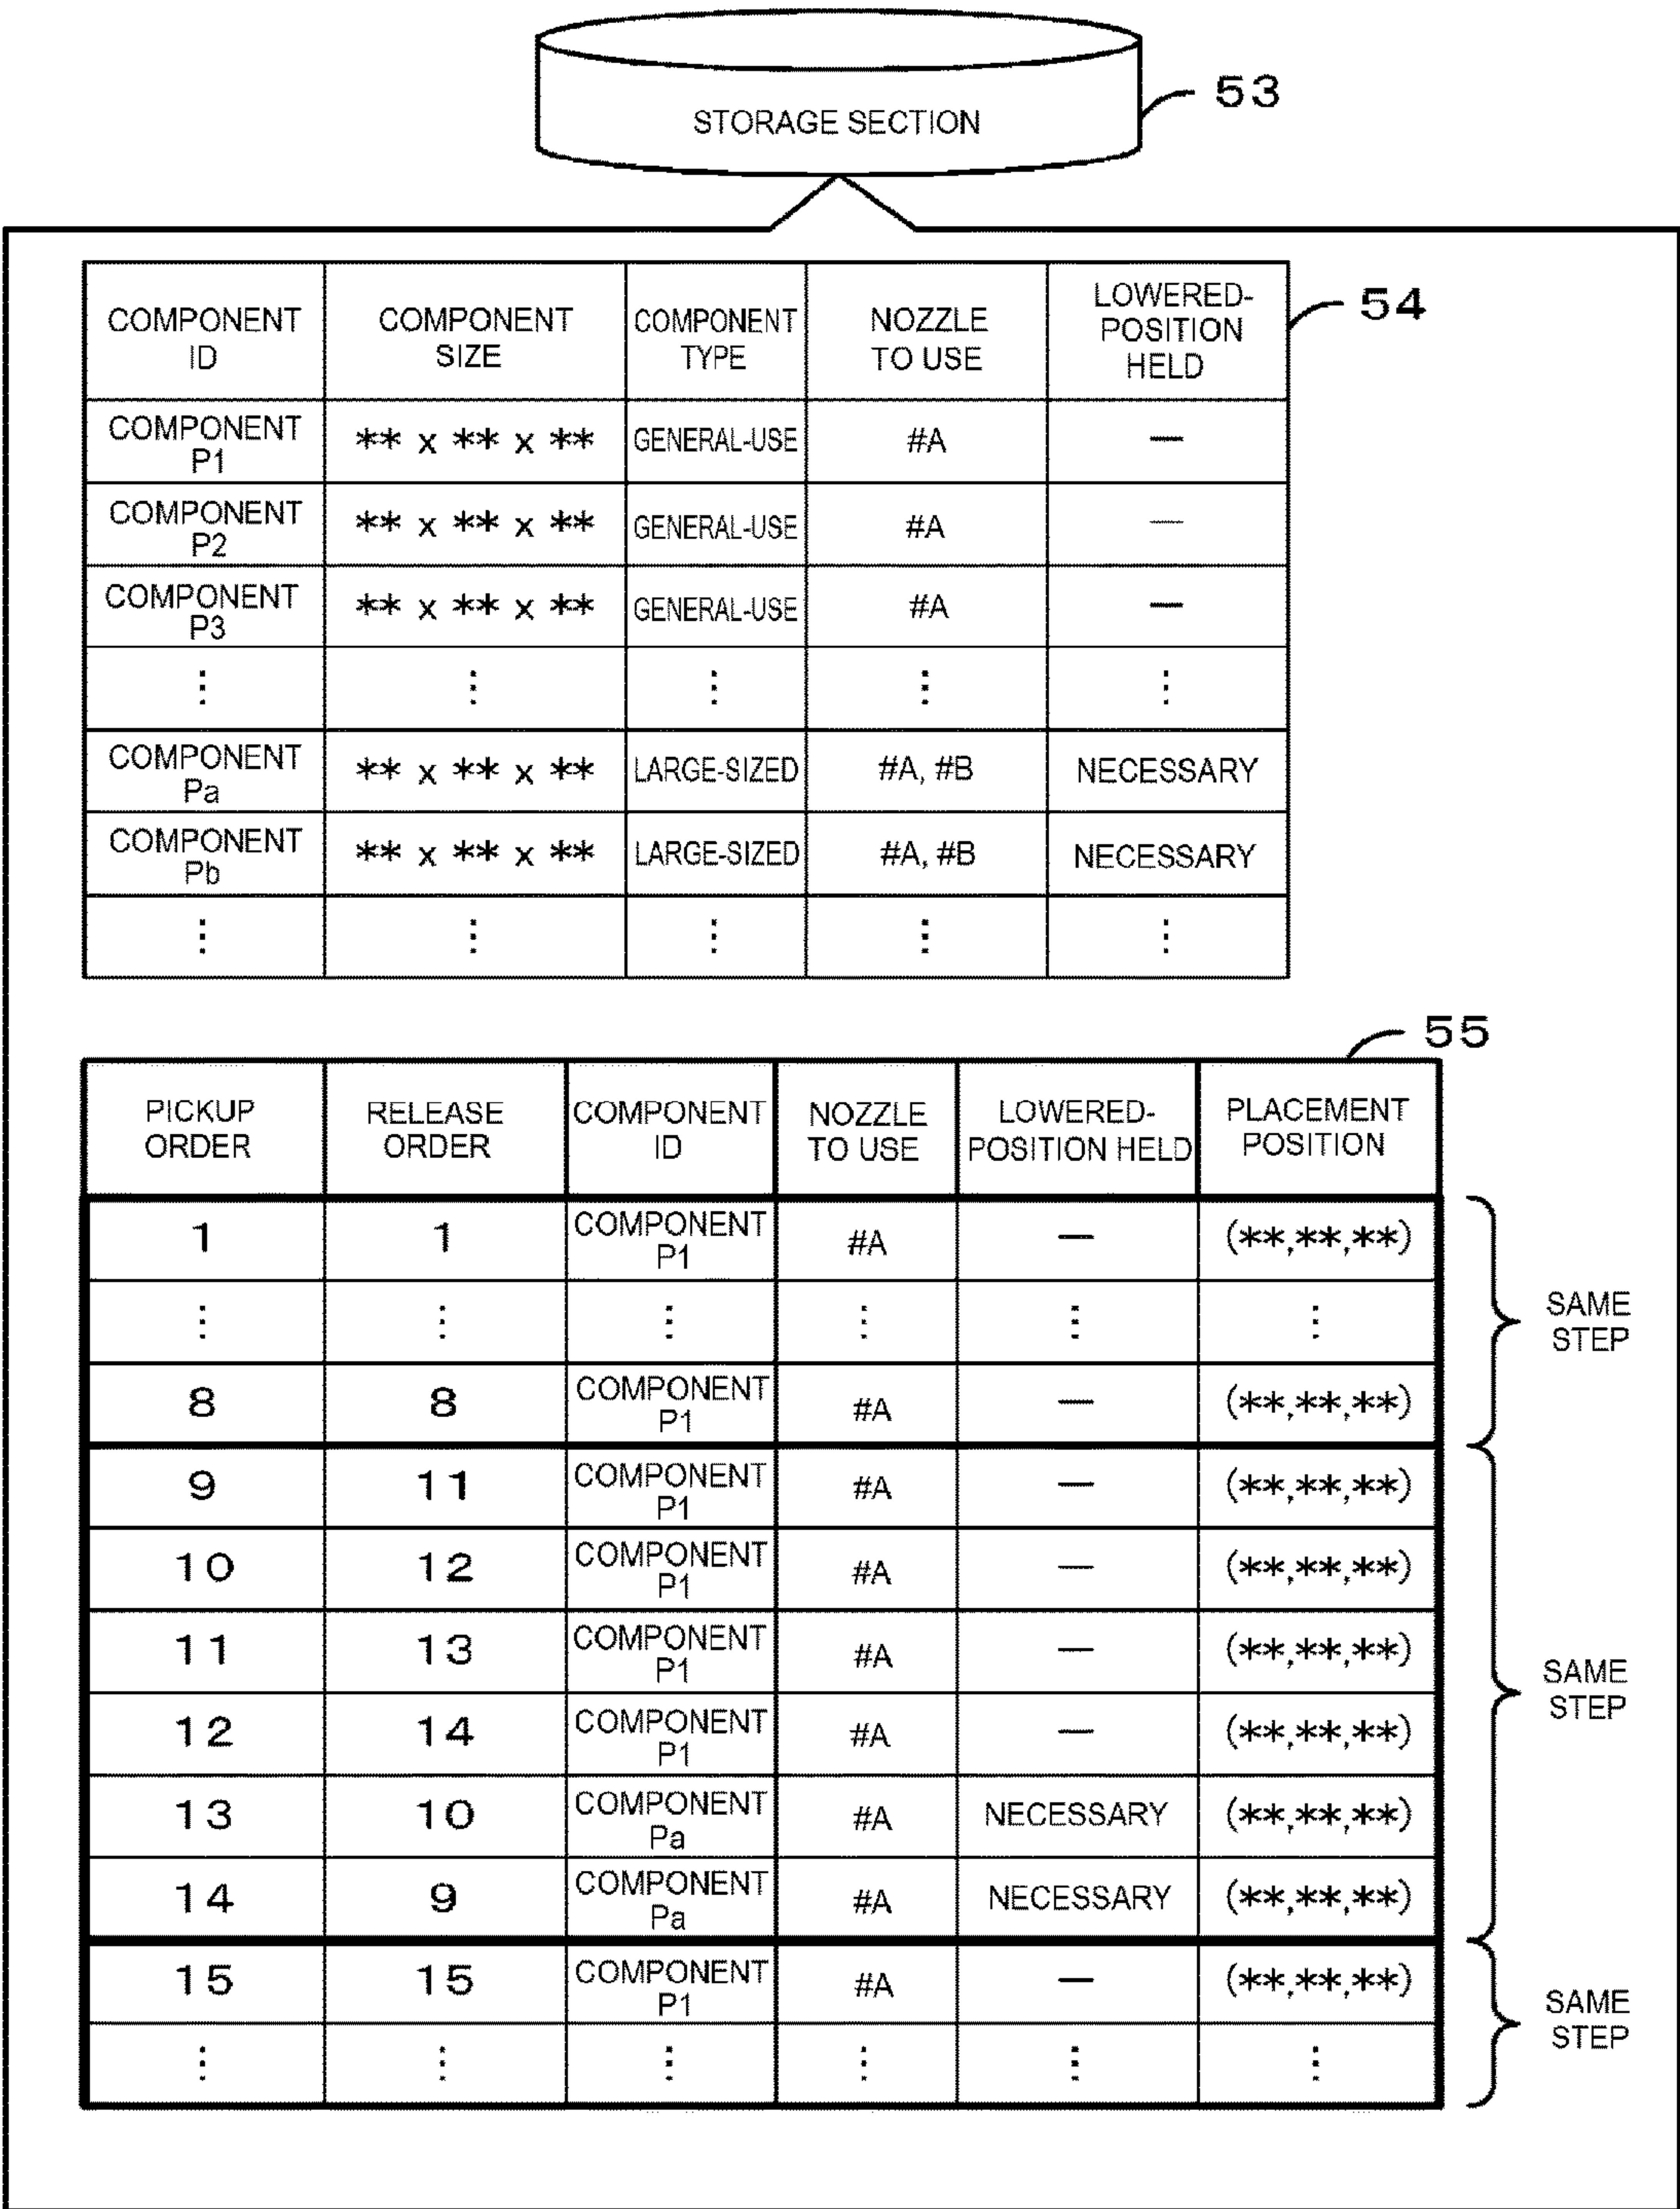 53
STORAGE SECTION
54
COMPONENT ID COMPONENT SIZE COMPONENT TYPE NOZZLE TO USE LOWERED-POSITION HELD
COMPONENT P1 ** x ** x ** GENERAL-USE #A —
COMPONENT P2 ** x ** x ** GENERAL-USE #A —
COMPONENT P3 ** x ** x ** GENERAL-USE #A —
⋮ ⋮ ⋮ ⋮ ⋮
COMPONENT Pa ** x ** x ** LARGE-SIZED #A, #B NECESSARY
COMPONENT Pb ** x ** x ** LARGE-SIZED #A, #B NECESSARY
⋮ ⋮ ⋮ ⋮ ⋮
55
PICKUP ORDER RELEASE ORDER COMPONENT ID NOZZLE TO USE LOWERED-POSITION HELD PLACEMENT POSITION
1 1 COMPONENT P1 #A — (**,**,**)
⋮ ⋮ ⋮ ⋮ ⋮ ⋮
SAME STEP
8 8 COMPONENT P1 #A — (**,**,**)
9 11 COMPONENT P1 #A — (**,**,**)
10 12 COMPONENT P1 #A — (**,**,**)
11 13 COMPONENT P1 #A — (**,**,**)
SAME STEP
12 14 COMPONENT P1 #A — (**,**,**)
13 10 COMPONENT Pa #A NECESSARY (**,**,**)
14 9 COMPONENT Pa #A NECESSARY (**,**,**)
15 15 COMPONENT P1 #A — (**,**,**)
SAME STEP
⋮ ⋮ ⋮ ⋮ ⋮ ⋮